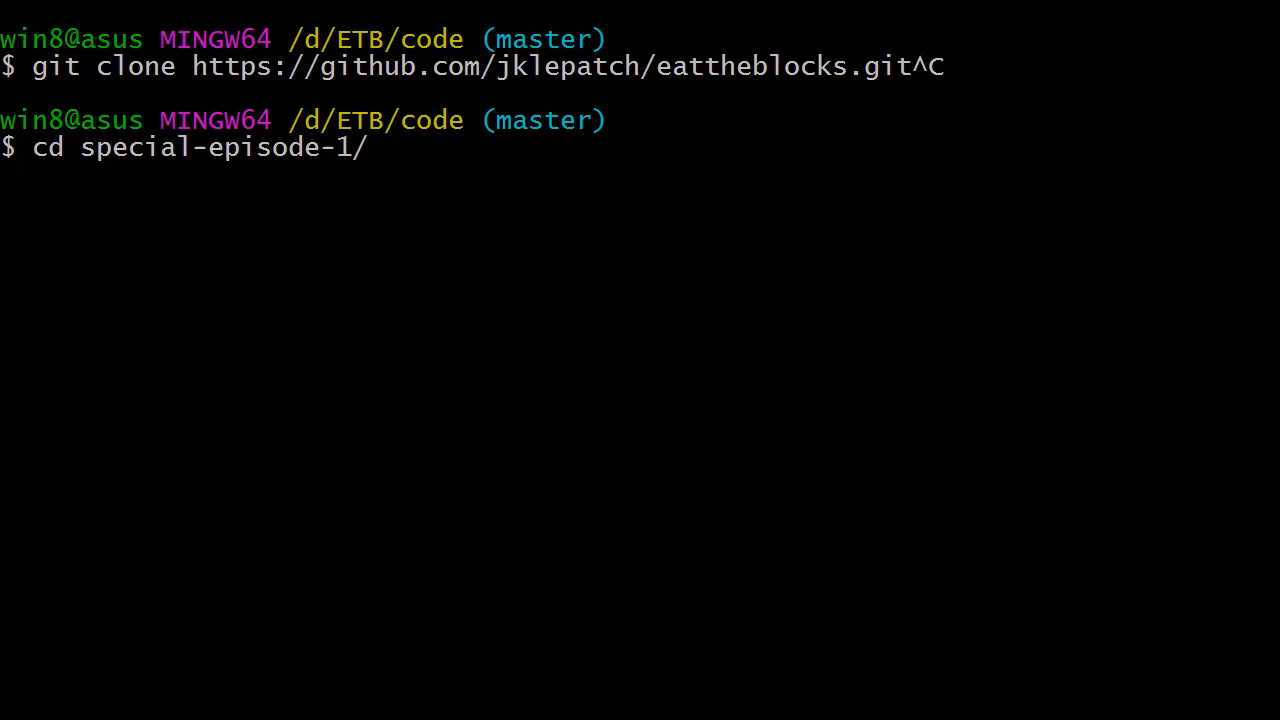 win8@asus MINGW64 /d/ETB/code (master)
$ git clone https://github.com/jklepatch/eattheblocks.git^C
win8@asus MINGW64 /d/ETB/code (master)
$ cd special-episode-1/